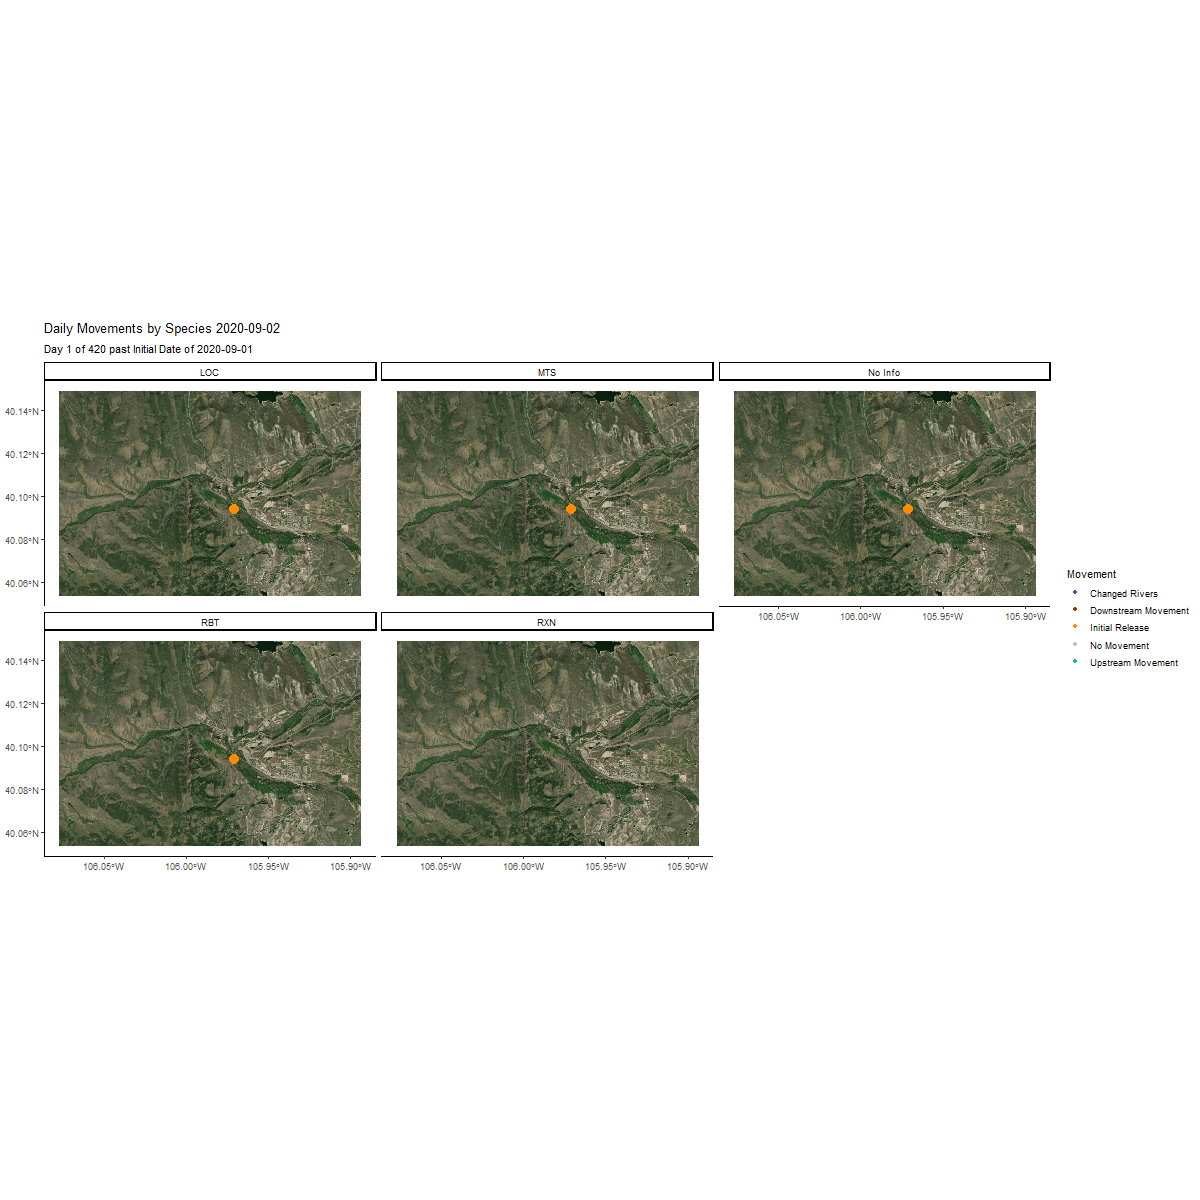 Daily Movements by Species 2020-09-02
Day 1 of 420 past Initial Date of 2020-09-01
LOC MTS No Info
40.14°N
40.12°N
40.10°N
40.08°N
40.06°N
106.05°W 106.00°W 105.95°W 105.90°W
RBT RXN
40.14°N
40.12°N
40.10°N
40.08°N
40.06°N
106.05°W 106.00°W 105.95°W 105.90°W 106.05°W 106.00°W 105.95°W 105.90°W
Movement
Changed Rivers
Downstream Movement
Initial Release
No Movement
Upstream Movement